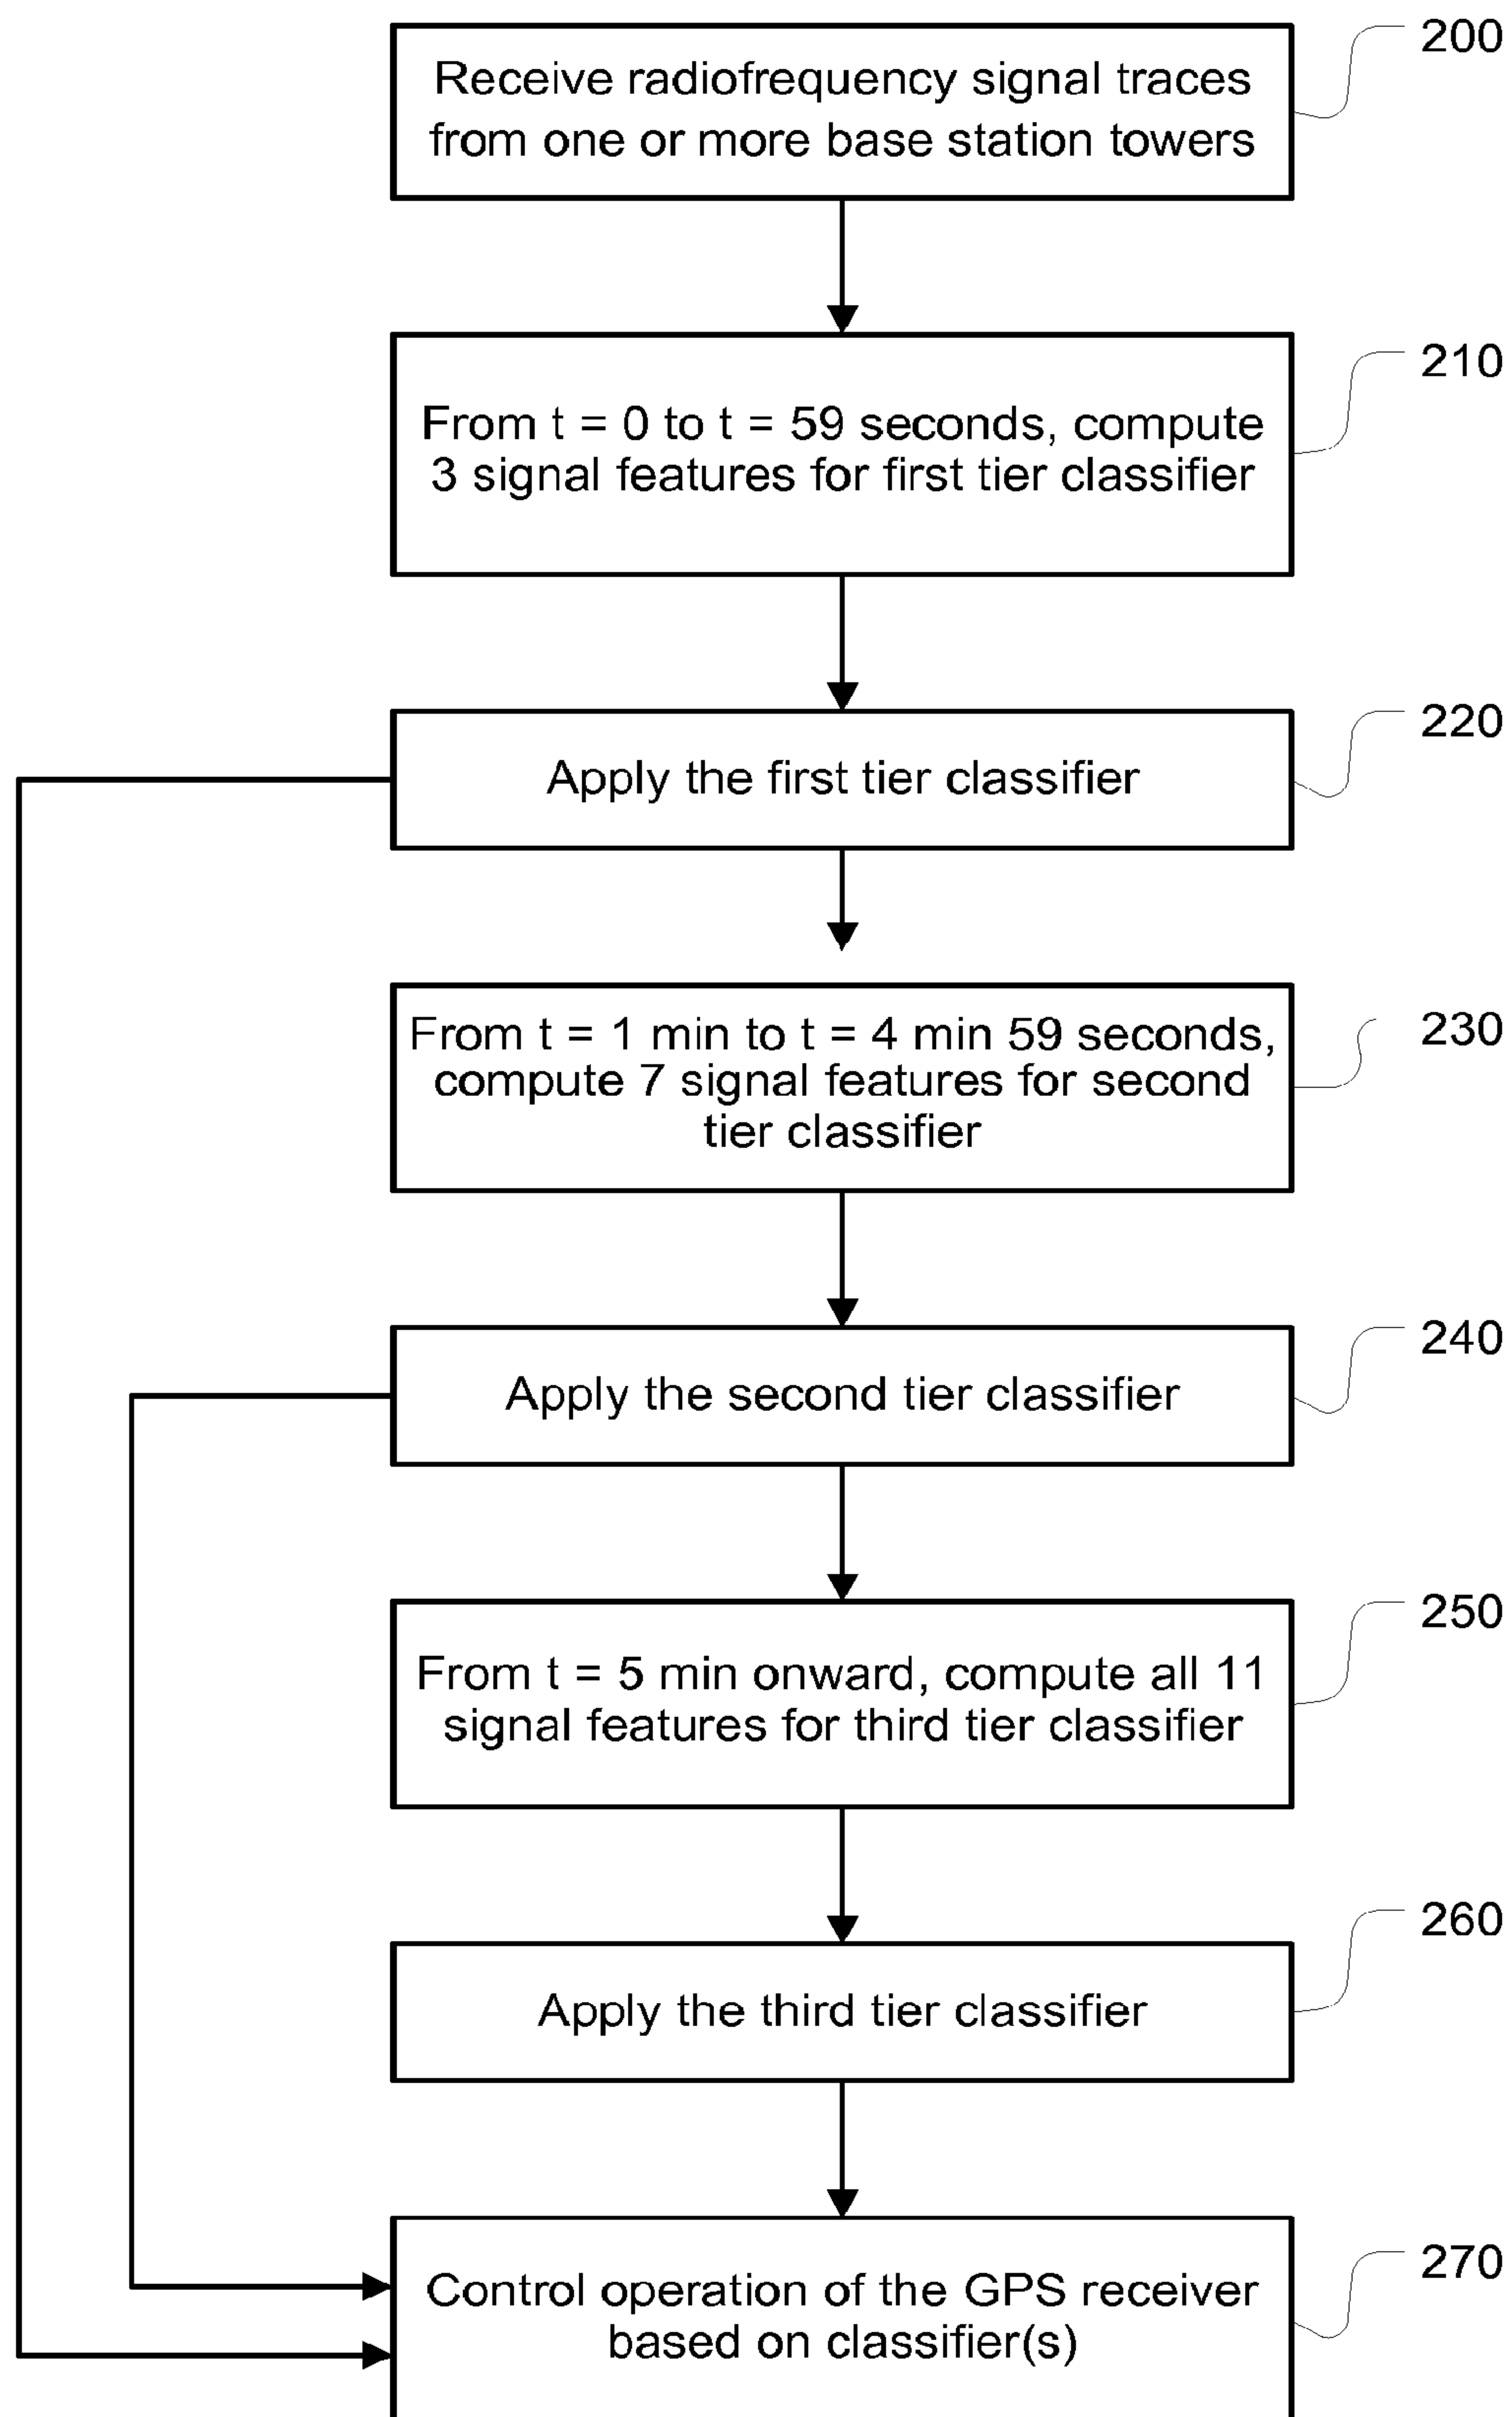 200
Receive radiofrequency signal traces
from one or more base station towers
210
From t = 0 to t = 59 seconds, compute
3 signal features for first tier classifier
220
Apply the first tier classifier
230
From t = 1 min to t = 4 min 59 seconds,
compute 7 signal features for second
tier classifier
240
Apply the second tier classifier
250
From t = 5 min onward, compute all 11
signal features for third tier classifier
260
Apply the third tier classifier
270
Control operation of the GPS receiver
based on classifier(s)